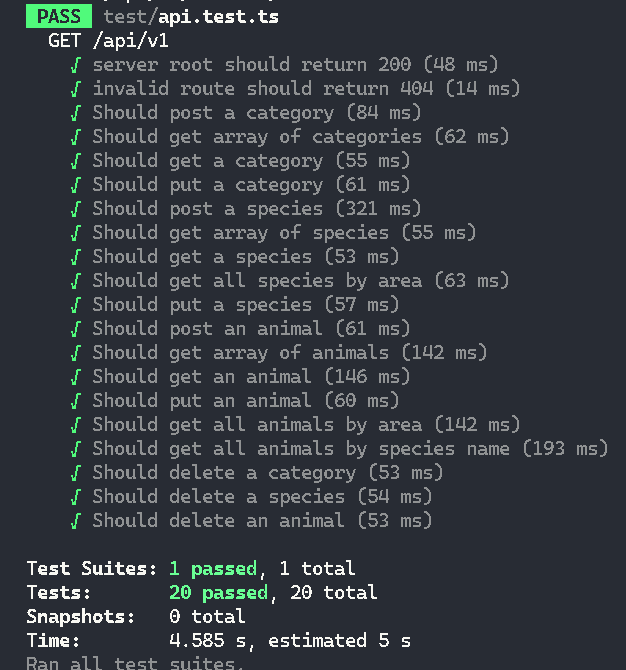 PASS test/api.test.ts
GET /api/v1
√ server root should return 200 (48 ms)
√ invalid route should return 404 (14 ms)
√ Should post a category (84 ms)
√ Should get array of categories (62 ms)
√ Should get a category (55 ms)
√ Should put a category (61 ms)
√ Should post a species (321 ms)
√ Should get array of species (55 ms)
√ Should get a species (53 ms)
√ Should get all species by area (63 ms)
√ Should put a species (57 ms)
√ Should post an animal (61 ms)
√ Should get array of animals (142 ms)
√ Should get an animal (146 ms)
√ Should put an animal (60 ms)
√ Should get all animals by area (142 ms)
√ Should get all animals by species name (193 ms)
√ Should delete a category (53 ms)
√ Should delete a species (54 ms)
√ Should delete an animal (53 ms)
Test Suites: 1 passed, 1 total
Tests: 20 passed, 20 total
Snapshots: 0 total
Time: 4.585 s, estimated 5 s
Ran all test suites.